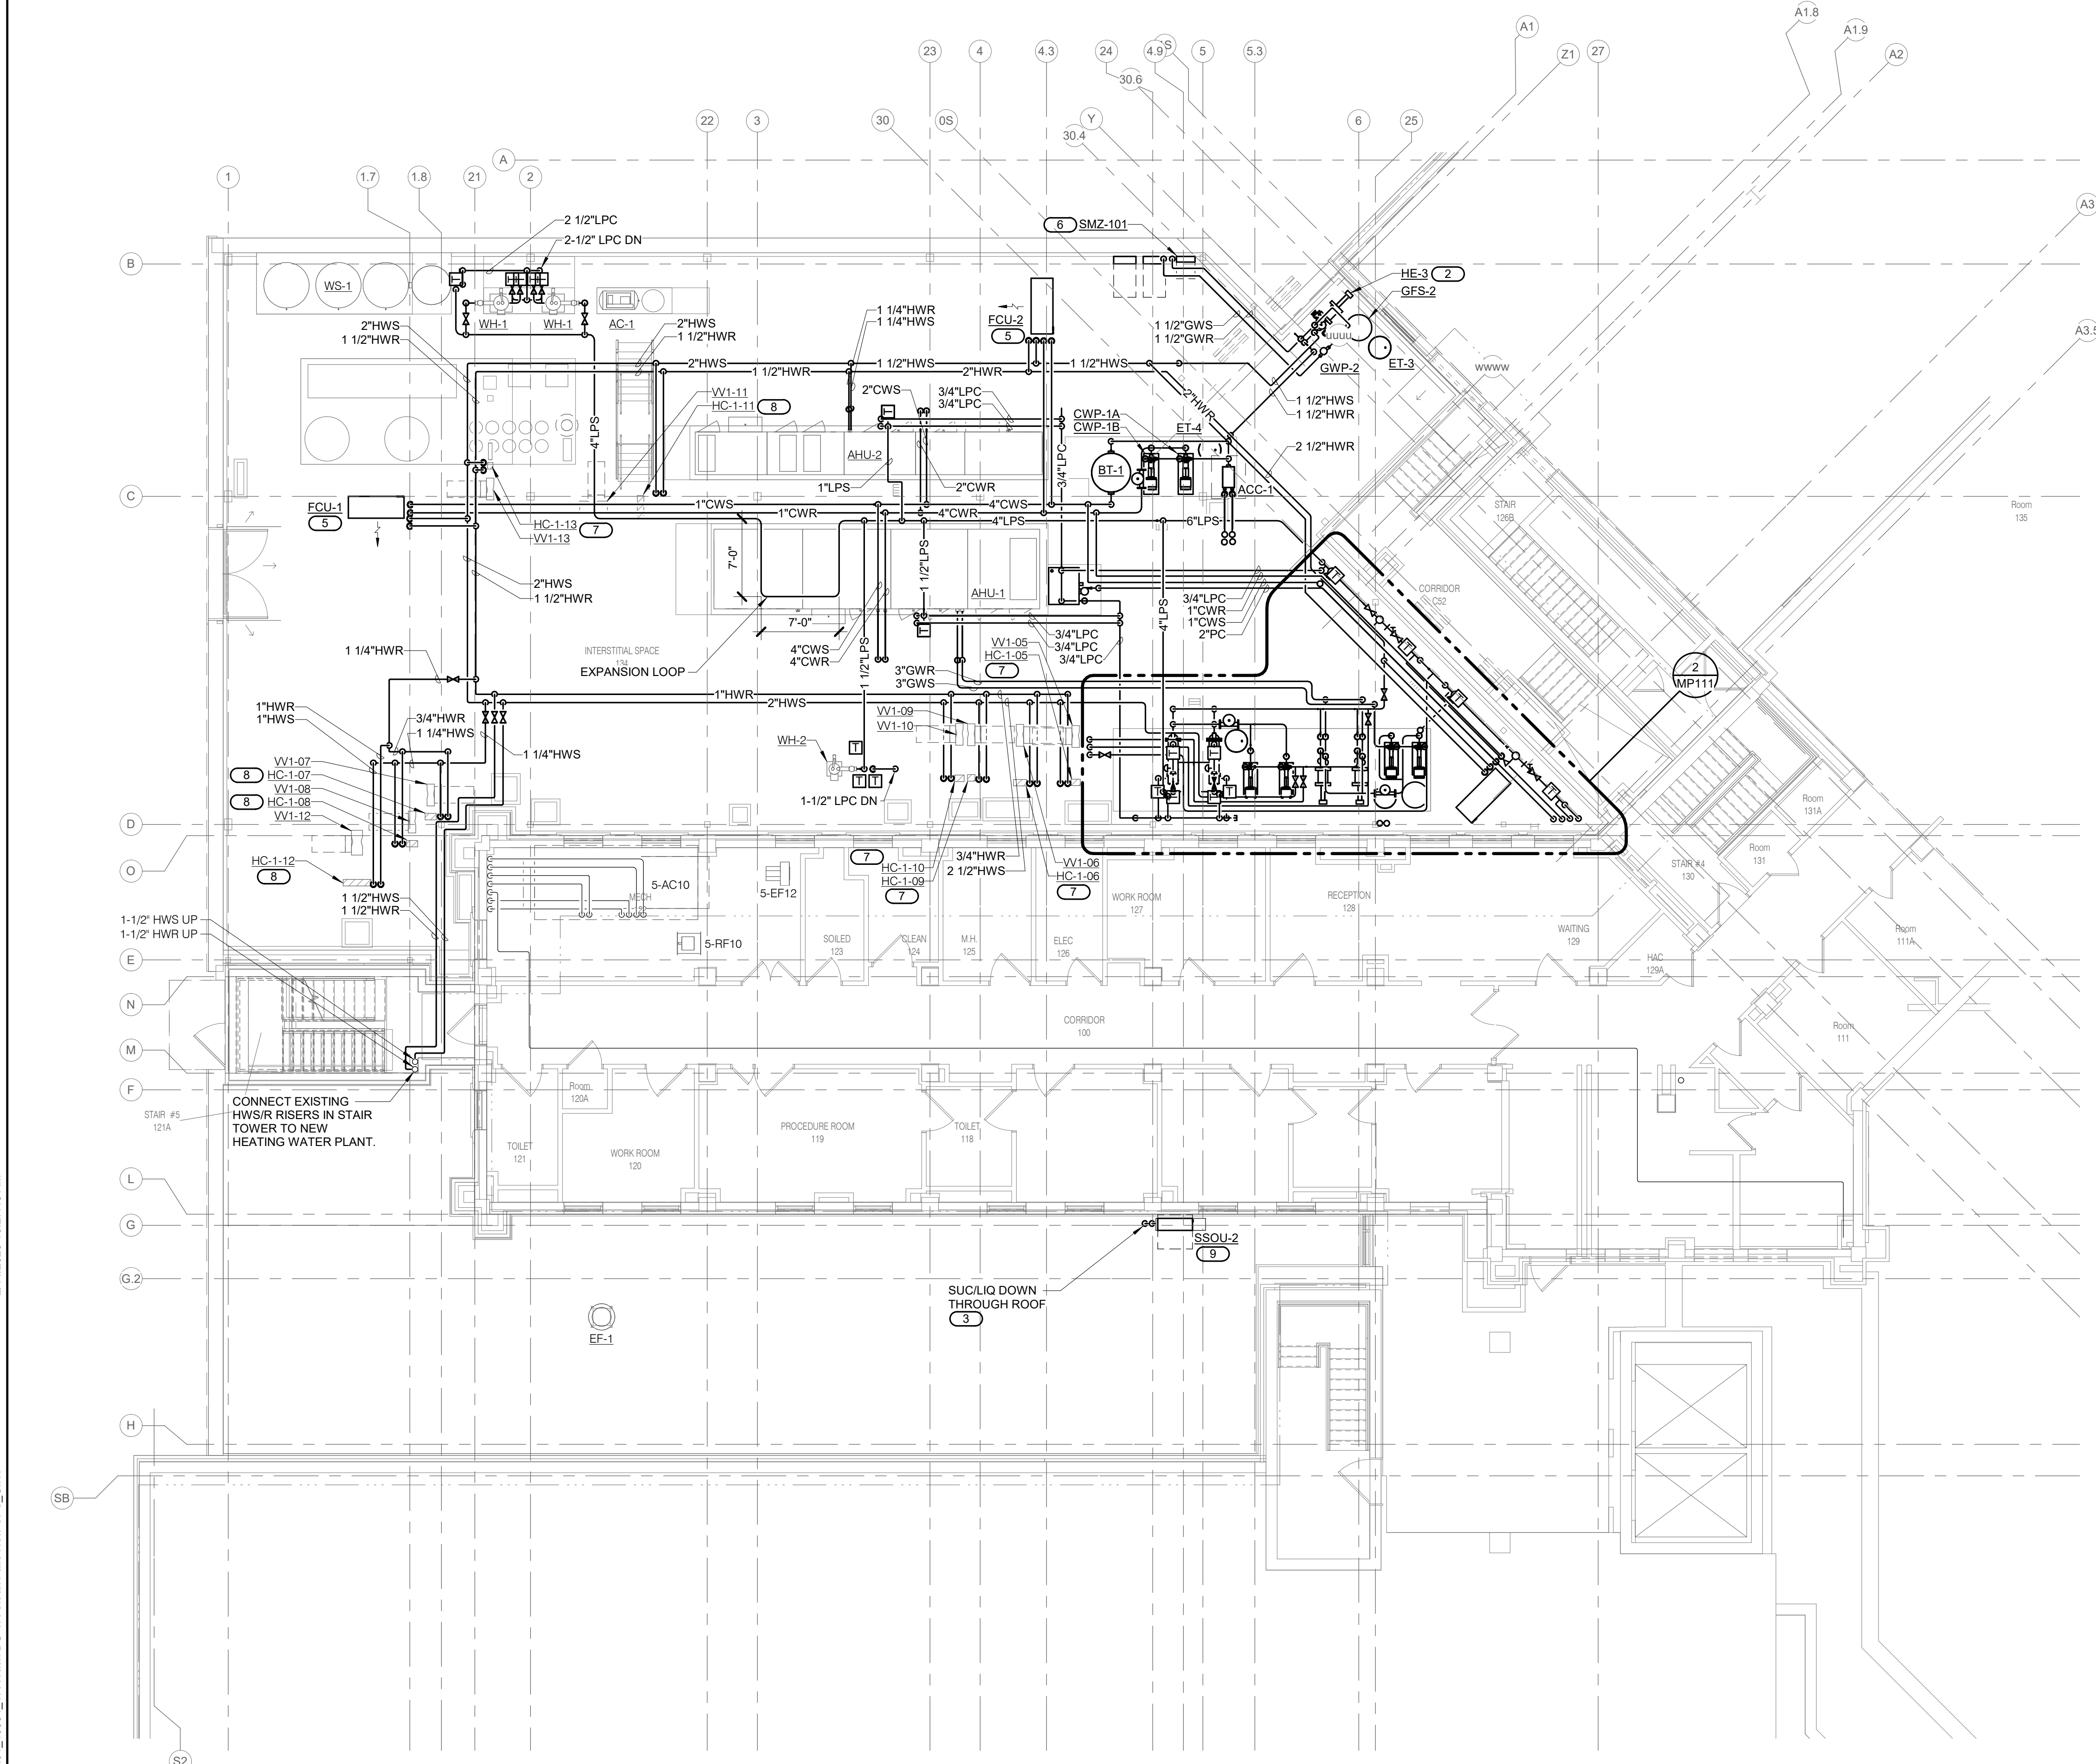 A1.8
A1
A1.9
23
4
4.3
24
4.9
5
5.3
Z1
27
A2
30.6
22
3
30
0S
Y
6
25
30.4
A
1
1.7
1.8
21
2
A3
2 1/2"LPC
6 SMZ-101
2-1/2" LPC DN
B
HE-3 2
WS-1
GFS-2
1 1/4"HWR
1 1/4"HWS
FCU-2
5
WH-1
WH-1
AC-1
2"HWS
1 1/2"HWR
2"HWS
1 1/2"HWR
1 1/2"GWS
1 1/2"GWR
A3.5
2"HWS
1 1/2"HWS
1 1/2"HWS
1 1/2"HWR
2"HWR
UUUU
GWP-2
ET-3
WWWW
VV1-11
HC-1-11 8
2"CWS
3/4"LPC
3/4"LPC
2"HWR
1 1/2"HWS
1 1/2"HWR
CWP-1A
CWP-1B
ET-4
4"LPS
AHU-2
3/4"LPC
BT-1
2 1/2"HWR
1"LPS
2"CWR
ACC-1
C
FCU-1
5
1"CWS
4"CWS
1"CWR
4"CWR
4"LPS
6"LPS
STAIR
126B
Room
135
HC-1-13
VV1-13
7
7'-0"
1 1/2"LPS
2"HWS
1 1/2"HWR
AHU-1
CORRIDOR
C52
3/4"LPC
1"CWR
1"CWS
2"PC
4"LPS
7'-0"
1 1/2"LPS
3/4"LPC
3/4"LPC
3/4"LPC
4"CWS
4"CWR
VV1-05
HC-1-05
7
1 1/4"HWR
INTERSTITIAL SPACE
134
EXPANSION LOOP
3"GWR
3"GWS
2
MP111
1"HWR
2"HWS
1"HWR
1"HWS
3/4"HWR
1 1/4"HWS
VV1-09
VV1-10
1 1/4"HWS
WH-2
VV1-07
8 HC-1-07
VV1-08
8 HC-1-08
VV1-12
1-1/2" LPC DN
Room
131A
D
O
HC-1-12
8
7
HC-1-10
HC-1-09
7
3/4"HWR
2 1/2"HWS
VV1-06
HC-1-06
7
Room
131
STAIR #4
130
5-AC10
MECH
5-EF12
WORK ROOM
127
RECEPTION
128
1 1/2"HWS
1 1/2"HWR
1-1/2" HWS UP
1-1/2" HWR UP
5-RF10
SOILED
123
CLEAN
124
M.H.
125
ELEC
126
WAITING
129
Room
111A
E
HAC
129A
N
CORRIDOR
100
Room
111
M
F
Room
120A
CONNECT EXISTING
HWS/R RISERS IN STAIR
TOWER TO NEW
HEATING WATER PLANT.
STAIR #5
121A
TOILET
121
WORK ROOM
120
PROCEDURE ROOM
119
TOILET
118
L
G
SSOU-2
9
G.2
SUC/LIQ DOWN
THROUGH ROOF
3
EF-1
H
SB
S2